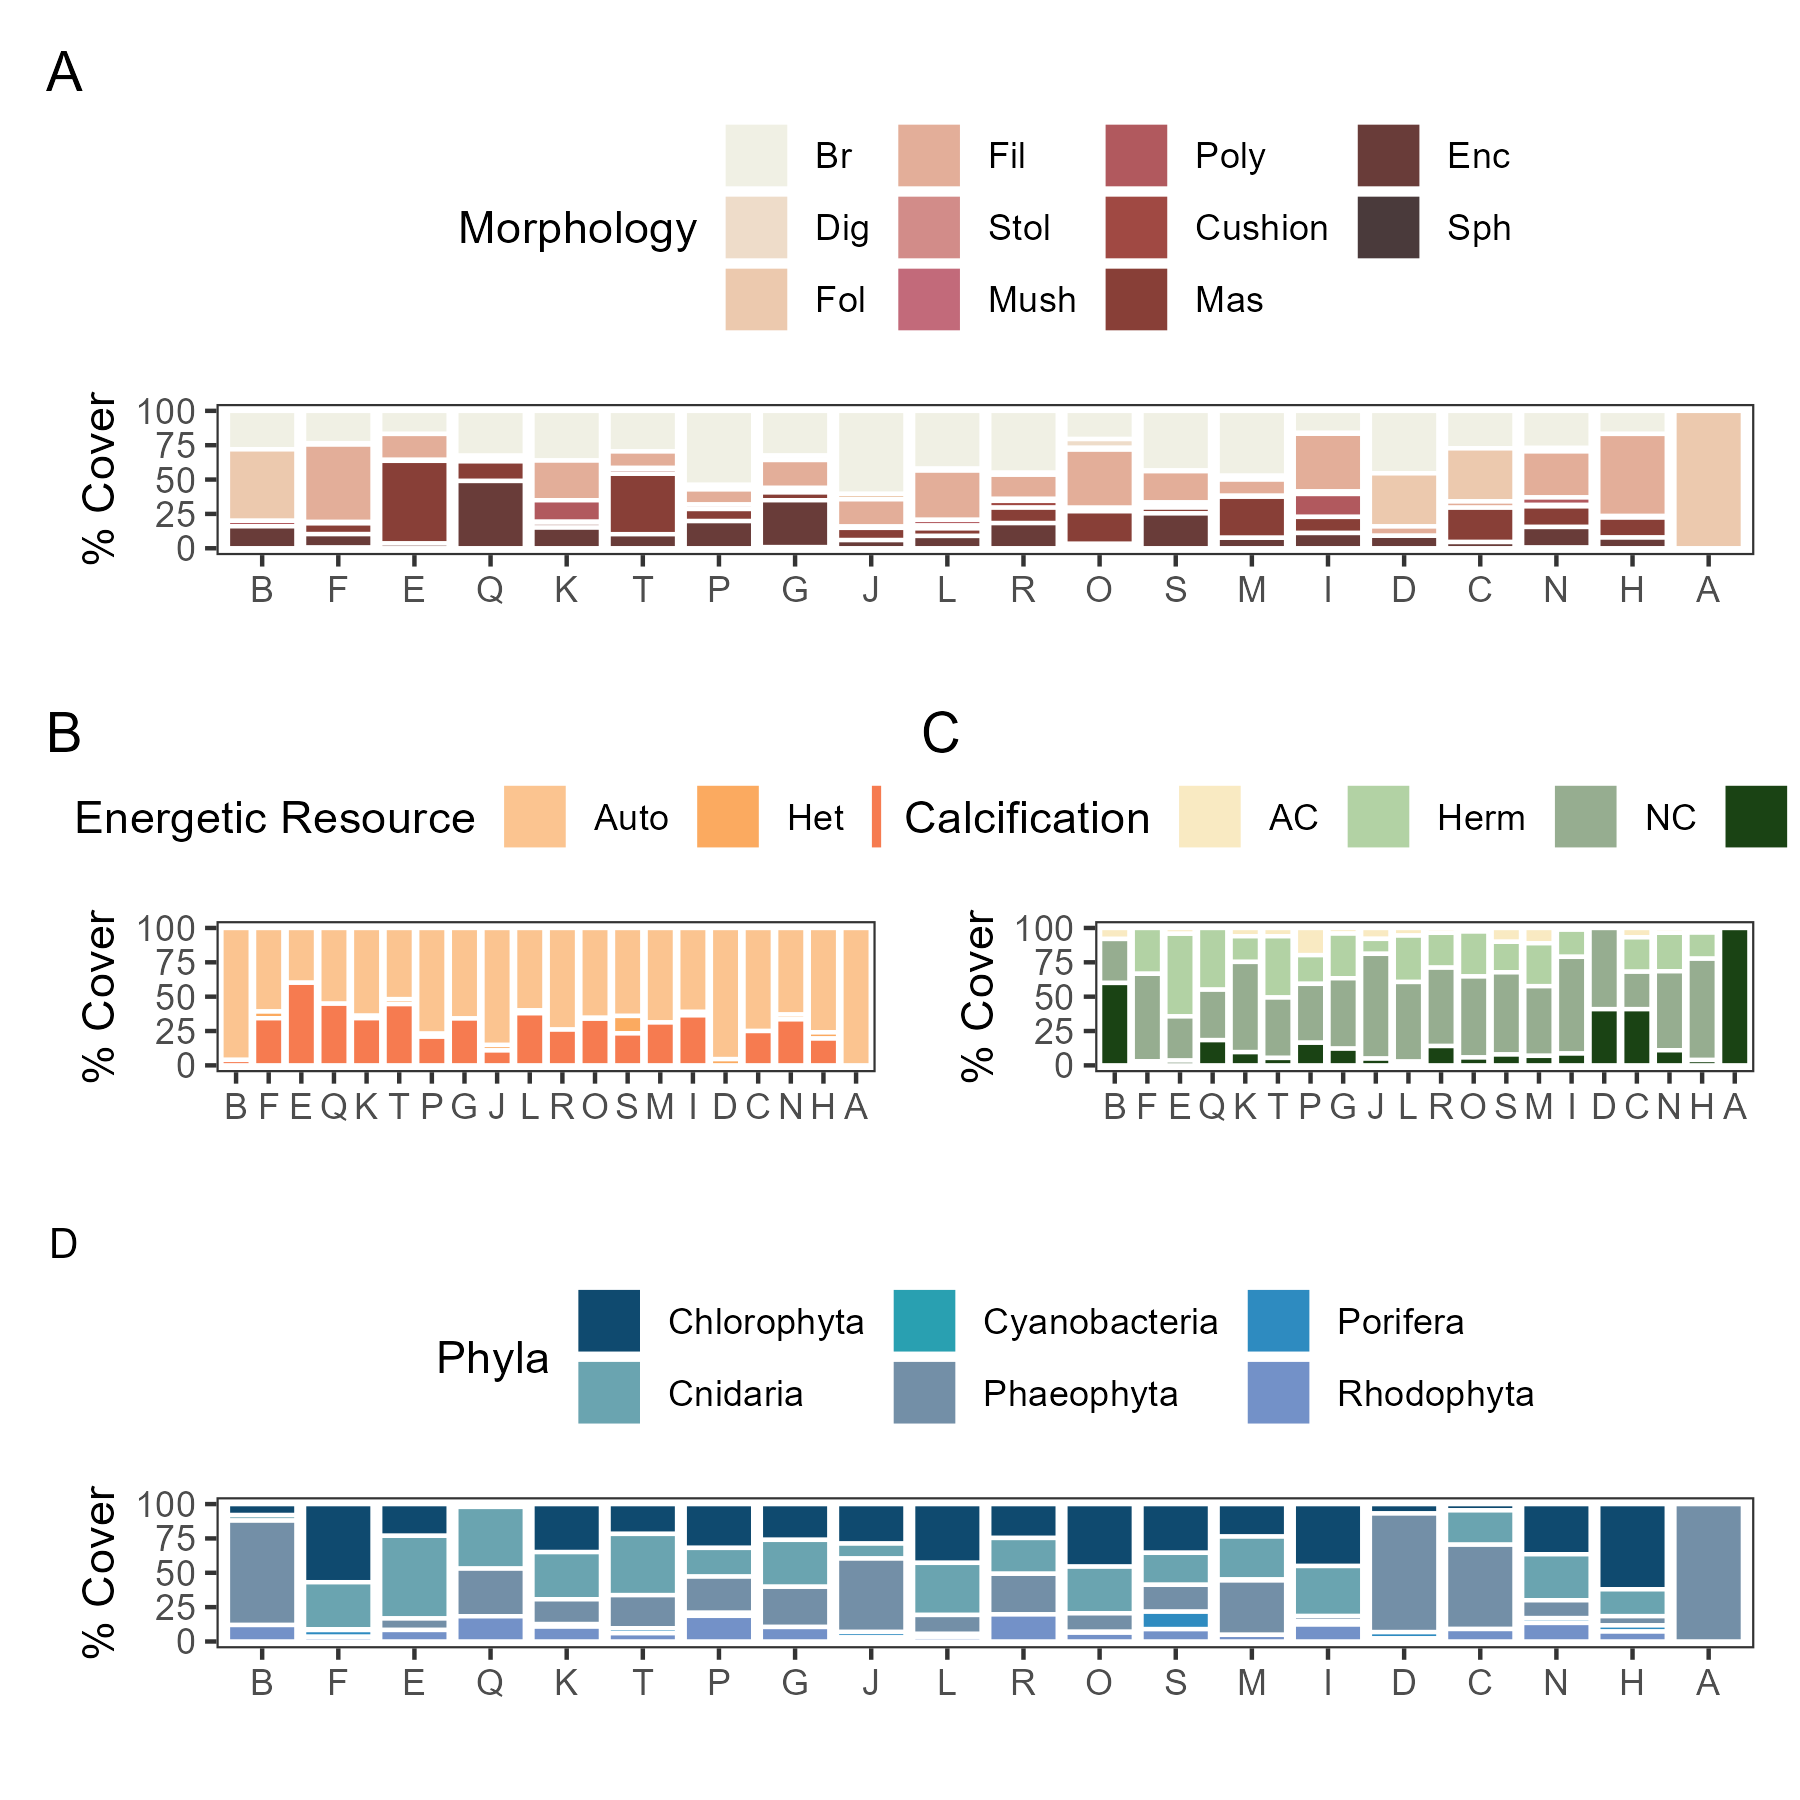 A
Morphology
Br Fil Poly Enc
Dig Stol Cushion Sph
Fol Mush Mas
% Cover
100
75
50
25
0
B F E Q K T P G J L R O S M I D C N H A
B
Energetic Resource Auto Het
% Cover
100
75
50
25
0
B F E Q K T P G J L R O S M I D C N H A
C
Calcification AC Herm NC
% Cover
100
75
50
25
0
B F E Q K T P G J L R O S M I D C N H A
D
Phyla
Chlorophyta Cyanobacteria Porifera
Cnidaria Phaeophyta Rhodophyta
% Cover
100
75
50
25
0
B F E Q K T P G J L R O S M I D C N H A